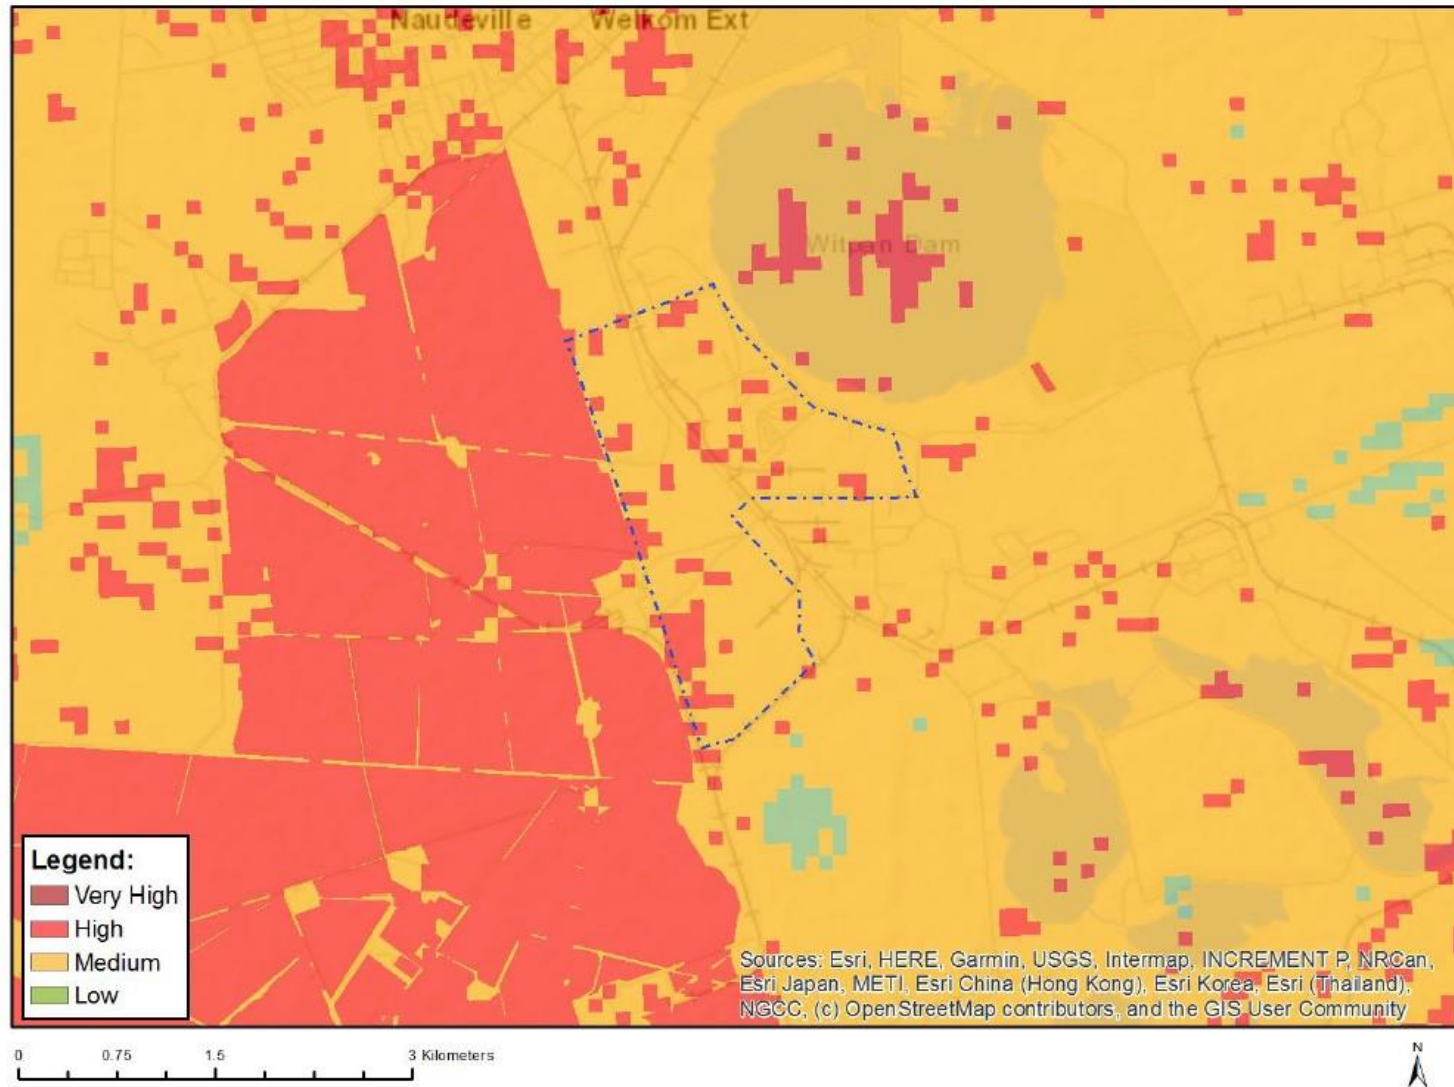 Naudeville Welkom Ext
Witpan Dam
Legend:
Very High
High
Medium
Low
Sources: Esri, HERE, Garmin, USGS, Intermap, INCREMENT P, NRCan,
Esri Japan, METI, Esri China (Hong Kong), Esri Korea, Esri (Thailand),
NGCC, (c) OpenStreetMap contributors, and the GIS User Community
0 0.75 1.5 3 Kilometers
N